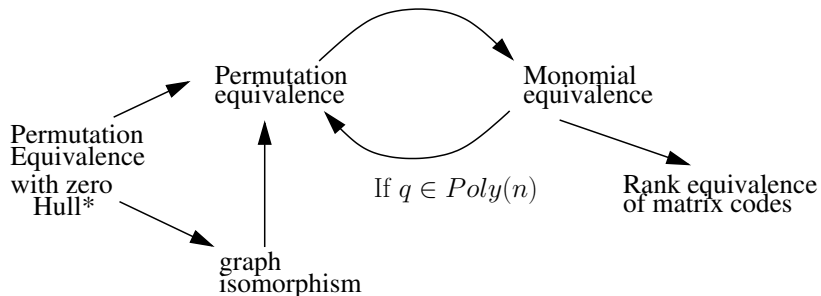 Permutation
equivalence
Monomial
equivalence
Permutation
Equivalence
with zero
Hull*
If q ∈ Poly(n)
Rank equivalence
of matrix codes
graph
isomorphism